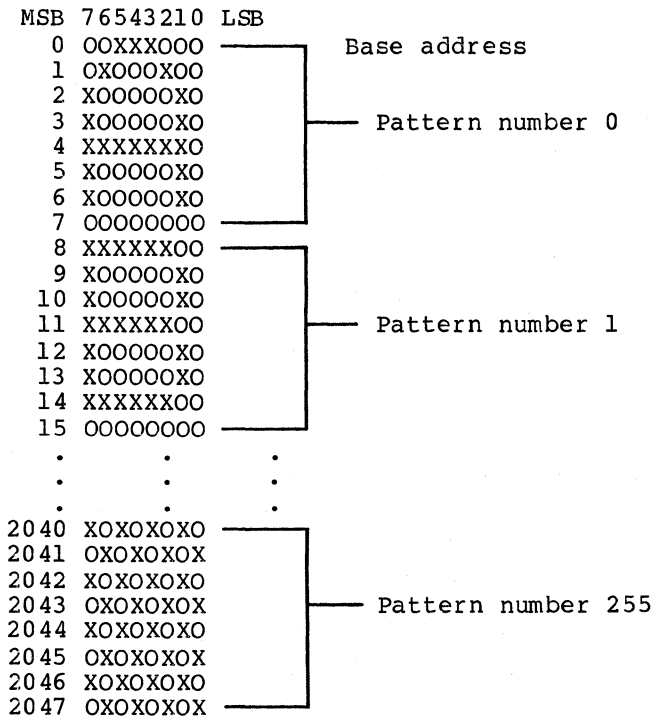 MSB 76543210 LSB
0 OOXXXOOO Base address
1 OXOOOXOO
2 XOOOOOXO
3 XOOOOOXO Pattern number 0
4 XXXXXXXO
5 XOOOOOXO
6 XOOOOOXO
7 OOOOOOOO
8 XXXXXXOO
9 XOOOOOXO
10 XOOOOOXO
11 XXXXXXOO Pattern number 1
12 XOOOOOXO
13 XOOOOOXO
14 XXXXXXOO
15 OOOOOOOO
. . .
. . .
. . .
2040 XOXOXOXO
2041 OXOXOXOX
2042 XOXOXOXO
2043 OXOXOXOX Pattern number 255
2044 XOXOXOXO
2045 OXOXOXOX
2046 XOXOXOXO
2047 OXOXOXOX